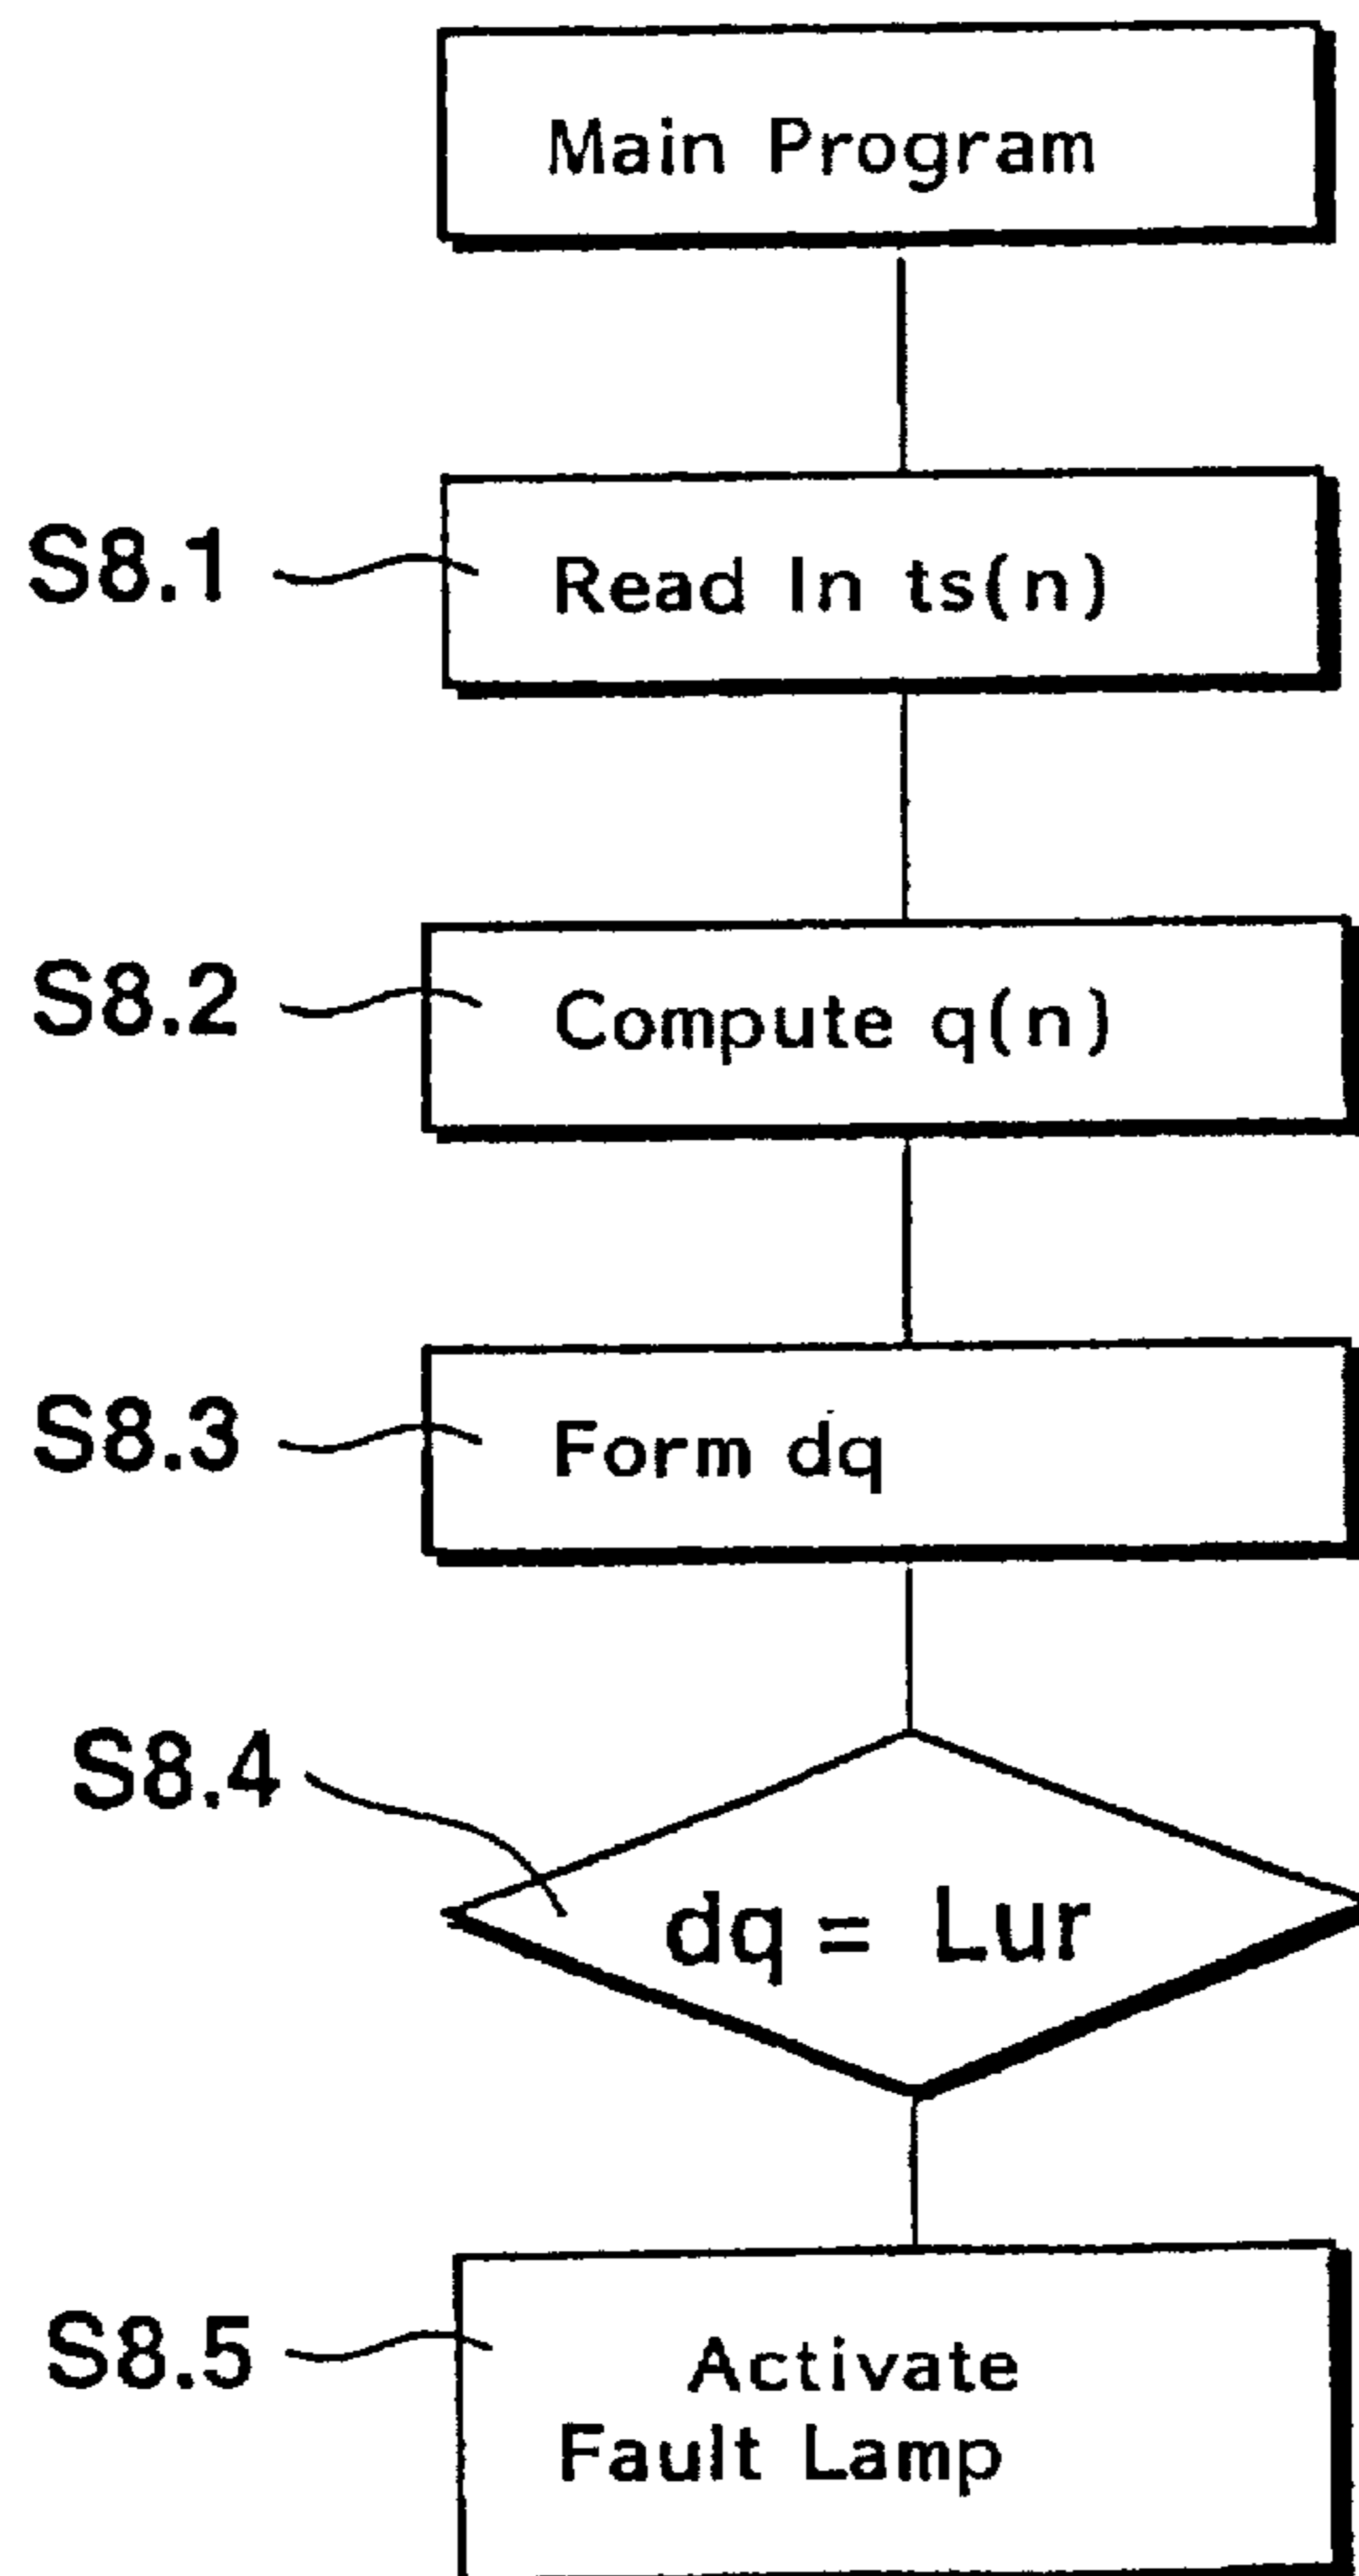 Main Program
S8.1 Read In ts(n)
S8.2 Compute q(n)
S8.3 Form dq
S8.4
dq = Lur
S8.5 Activate
Fault Lamp